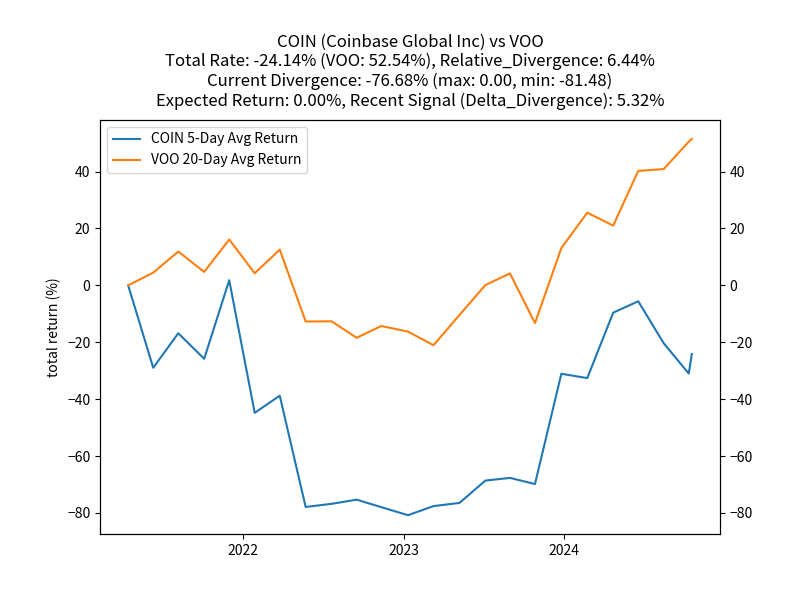 COIN (Coinbase Global Inc) vs VOO
Total Rate: -24.14% (VOO: 52.54%), Relative_Divergence: 6.44%
Current Divergence: -76.68% (max: 0.00, min: -81.48)
Expected Return: 0.00%, Recent Signal (Delta_Divergence): 5.32%
COIN 5-Day Avg Return
VOO 20-Day Avg Return
total return (%)
40 40
20 20
0 0
−20 −20
−40 −40
−60 −60
−80 −80
2022 2023 2024